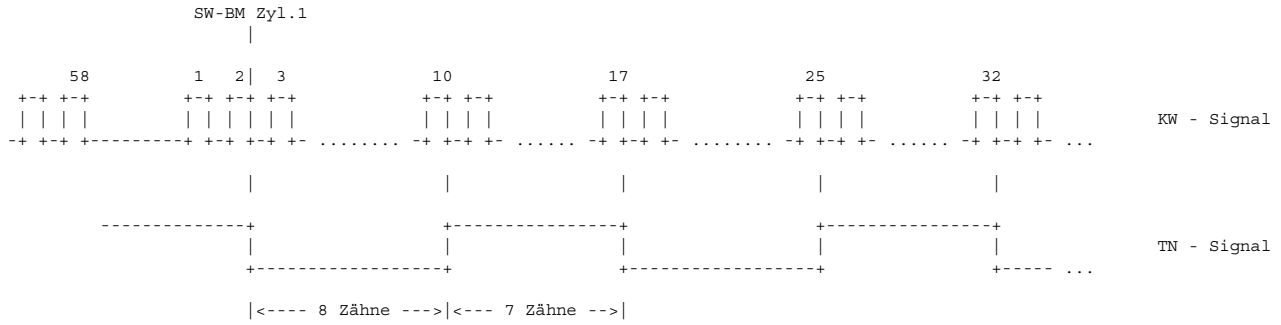 SW-BM Zyl.1
58 1 2 3 10 17 25 32
KW - Signal
........ ...... ........ ...... ...
TN - Signal
...
|<---- 8 Zähne --->|<--- 7 Zähne -->|